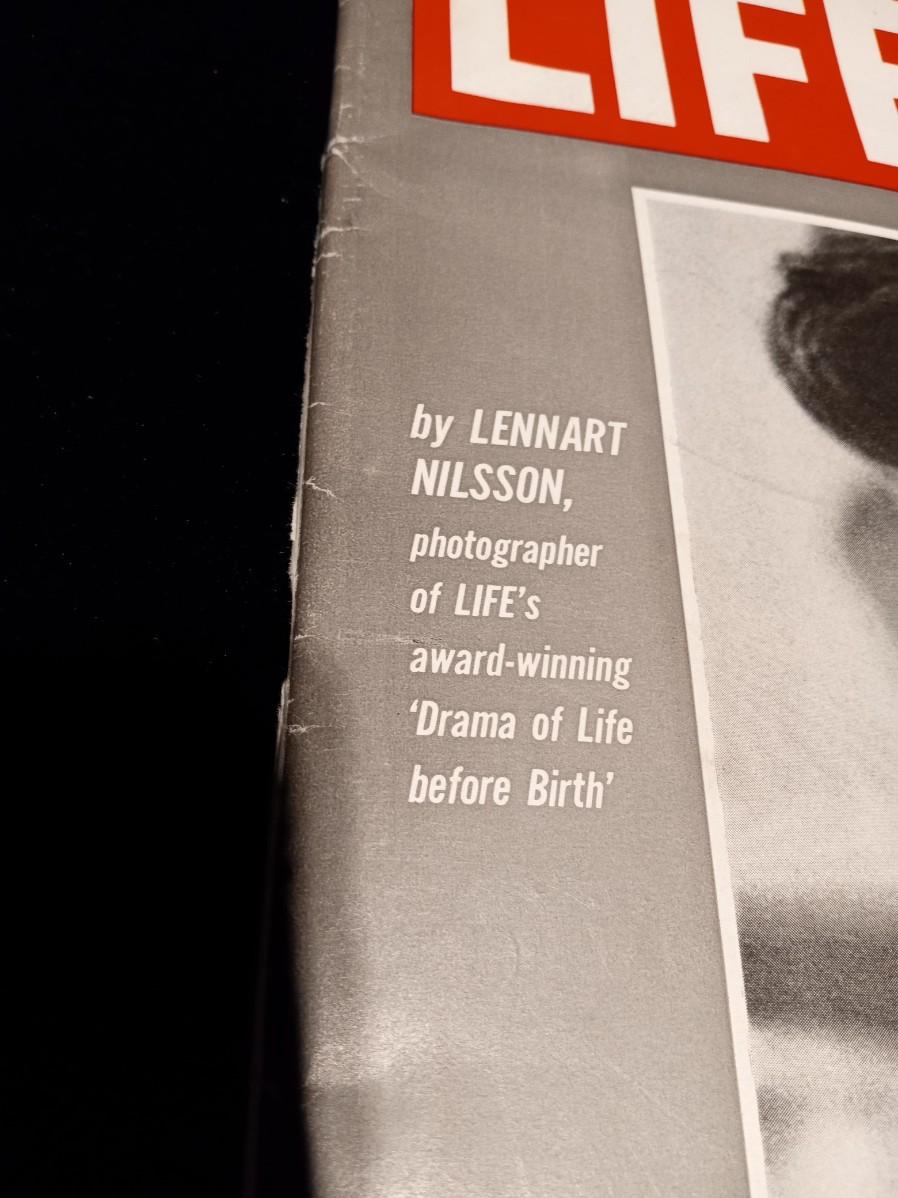 LIFE
by LENNART
NILSSON,
photographer
of LIFE's
award-winning
‘Drama of Life
before Birth’